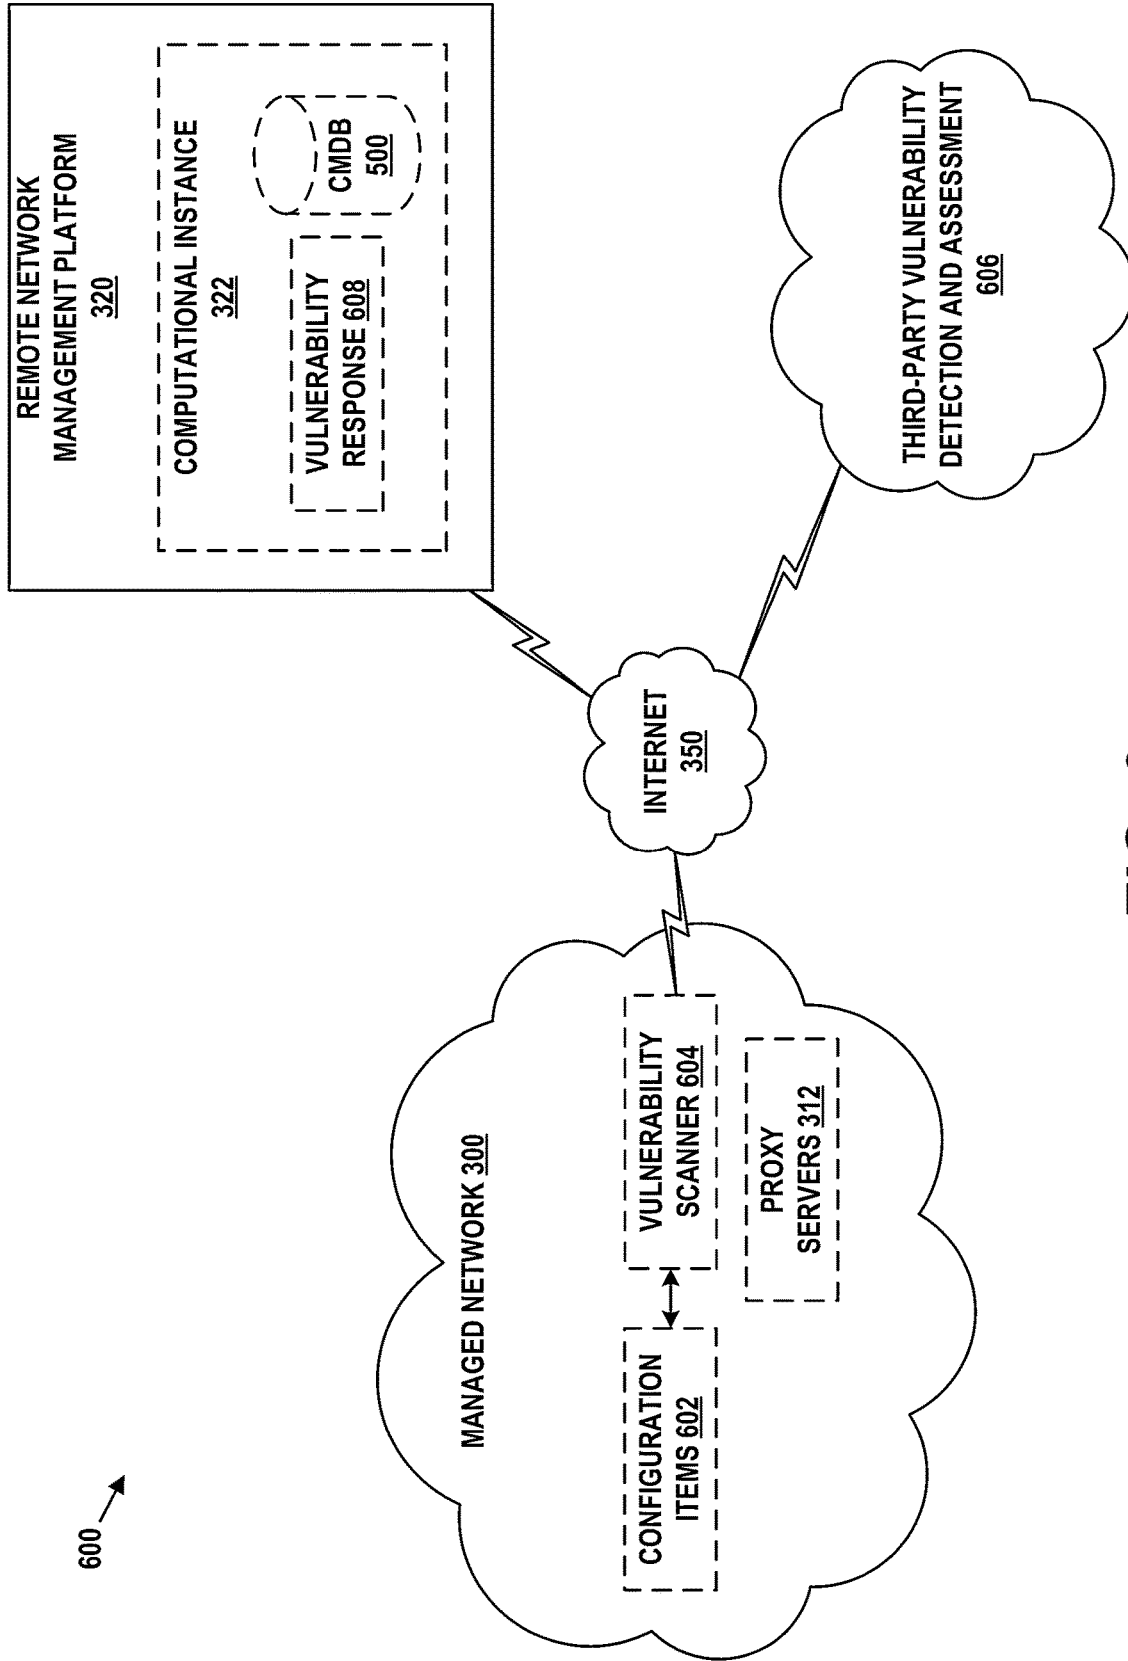 600
MANAGED NETWORK 300
CONFIGURATION
ITEMS 602
VULNERABILITY
SCANNER 604
PROXY
SERVERS 312
INTERNET
350
REMOTE NETWORK
MANAGEMENT PLATFORM
320
COMPUTATIONAL INSTANCE
322
VULNERABILITY
RESPONSE 608
CMDB
500
THIRD-PARTY VULNERABILITY
DETECTION AND ASSESSMENT
606